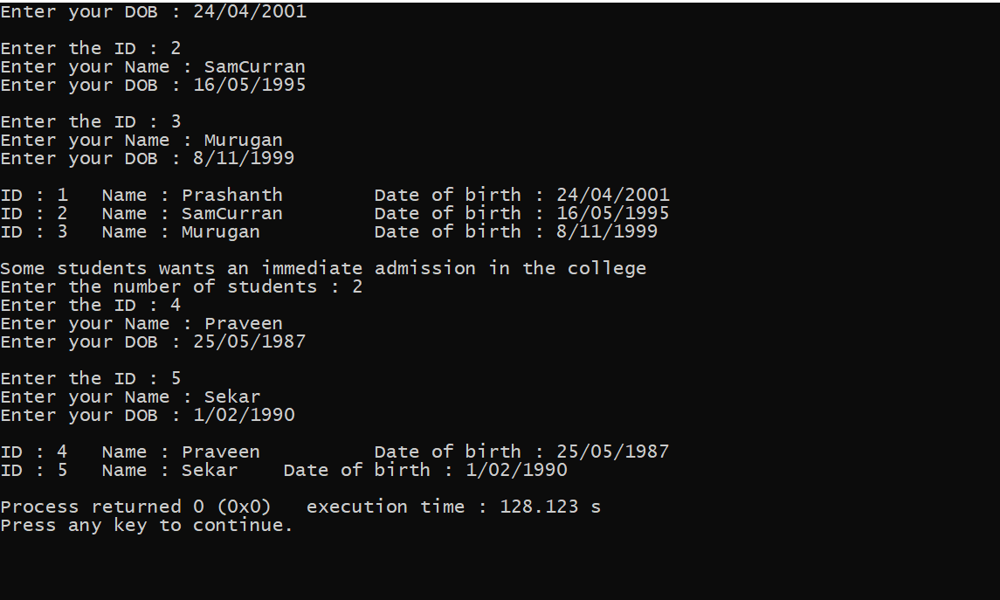 Enter your DOB : 24/04/2001
Enter the ID : 2
Enter your Name : SamCurran
Enter your DOB : 16/05/1995
Enter the ID : 3
Enter your Name : Murugan
Enter your DOB : 8/11/1999
ID : 1   Name : Prashanth        Date of birth : 24/04/2001
ID : 2   Name : SamCurran        Date of birth : 16/05/1995
ID : 3   Name : Murugan          Date of birth : 8/11/1999
Some students wants an immediate admission in the college
Enter the number of students : 2
Enter the ID : 4
Enter your Name : Praveen
Enter your DOB : 25/05/1987
Enter the ID : 5
Enter your Name : Sekar
Enter your DOB : 1/02/1990
ID : 4   Name : Praveen          Date of birth : 25/05/1987
ID : 5   Name : Sekar    Date of birth : 1/02/1990
Process returned 0 (0x0)   execution time : 128.123 s
Press any key to continue.